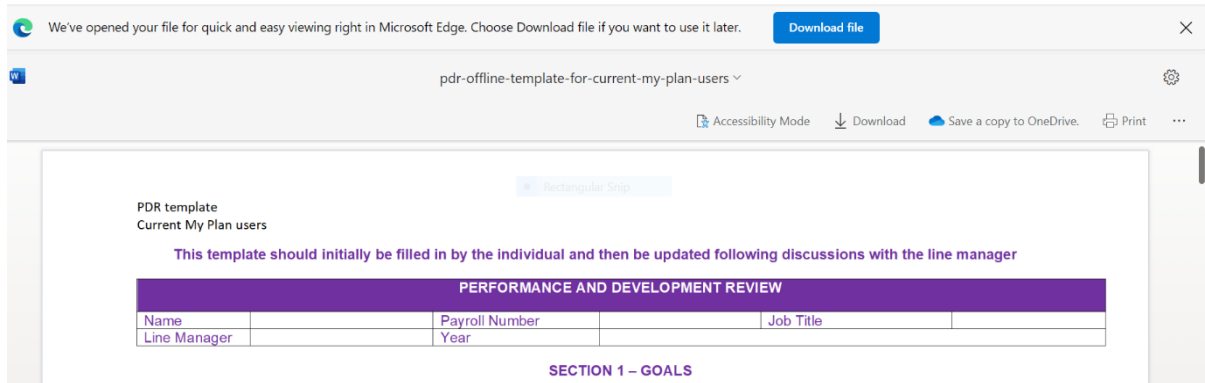 We've opened your file for quick and easy viewing right in Microsoft Edge. Choose Download file if you want to use it later. Download file
W
pdr-offline-template-for-current-my-plan-users
Accessibility Mode Download Save a copy to OneDrive. Print ...
Rectangular Snip
PDR template
Current My Plan users
This template should initially be filled in by the individual and then be updated following discussions with the line manager
PERFORMANCE AND DEVELOPMENT REVIEW
Name Payroll Number Job Title
Line Manager Year
SECTION 1 – GOALS